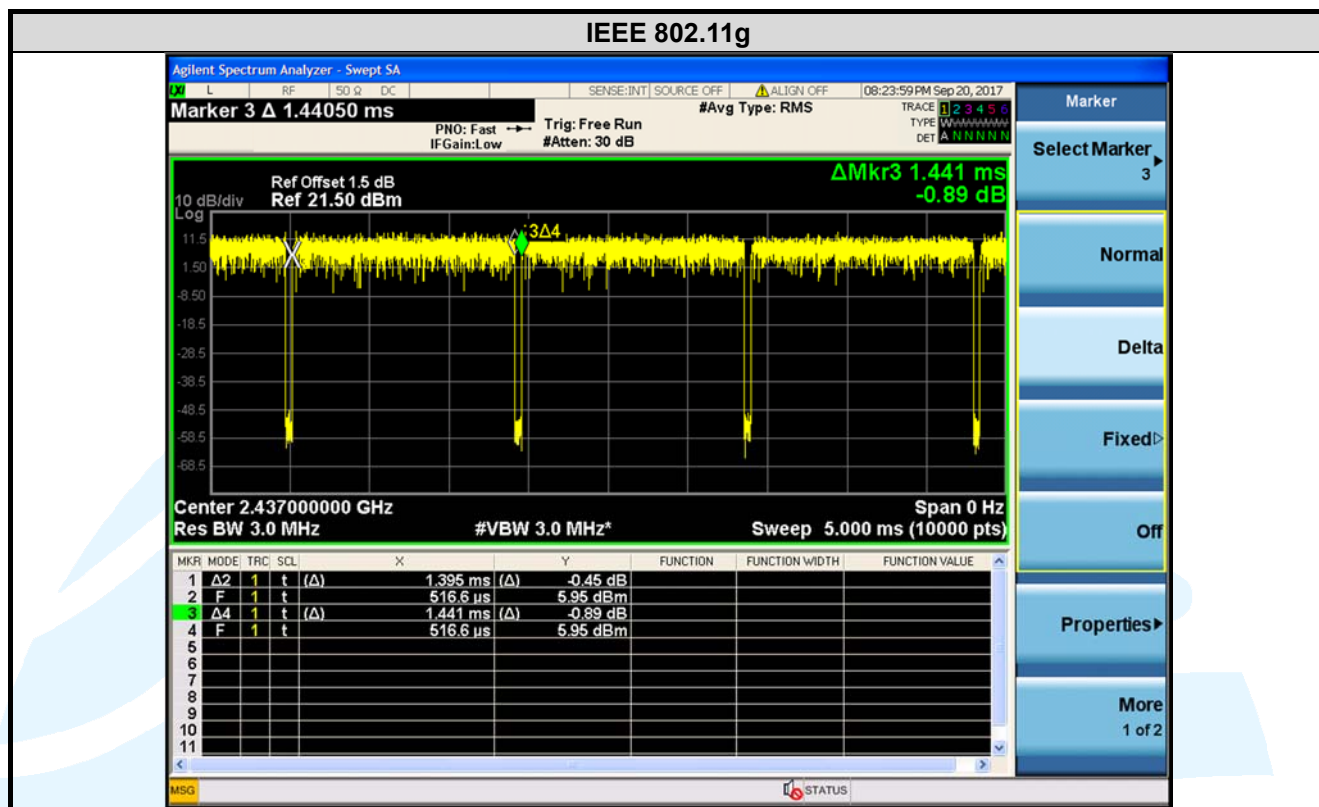 IEEE 802.11g
Agilent Spectrum Analyzer - Swept SA
LXI L RF 50 Ω DC SENSE:INT SOURCE OFF ALIGN OFF 08:23:59 PM Sep 20, 2017
Marker 3 Δ 1.44050 ms
PNO: Fast
IFGain:Low
Trig: Free Run
#Atten: 30 dB
#Avg Type: RMS
TRACE 1 2 3 4 5 6
TYPE
DET A N N N N N
ΔMkr3 1.441 ms
-0.89 dB
Ref Offset 1.5 dB
10 dB/div Ref 21.50 dBm
Log
11.5
1.50
-8.50
-18.5
-28.5
-38.5
-48.5
-58.5
-68.5
3Δ4
Center 2.437000000 GHz Span 0 Hz
Res BW 3.0 MHz #VBW 3.0 MHz* Sweep 5.000 ms (10000 pts)
MKR MODE TRC SCL X Y FUNCTION FUNCTION WIDTH FUNCTION VALUE
1 Δ2 1 t (Δ) 1.395 ms (Δ) -0.45 dB
2 F 1 t 516.6 µs 5.95 dBm
3 Δ4 1 t (Δ) 1.441 ms (Δ) -0.89 dB
4 F 1 t 516.6 µs 5.95 dBm
5
6
7
8
9
10
11
MSG STATUS
Marker
Select Marker
3
Normal
Delta
Fixed
Off
Properties
More
1 of 2